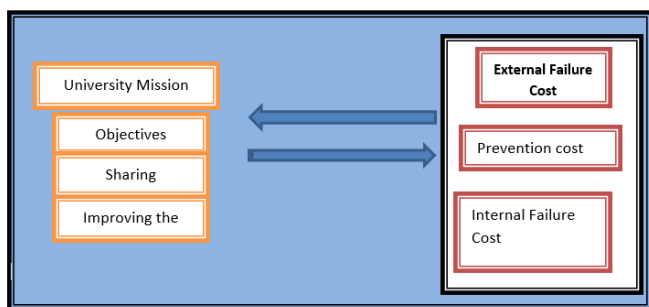 University Mission
Objectives
Sharing
Improving the
External Failure
Cost
Prevention cost
Internal Failure
Cost